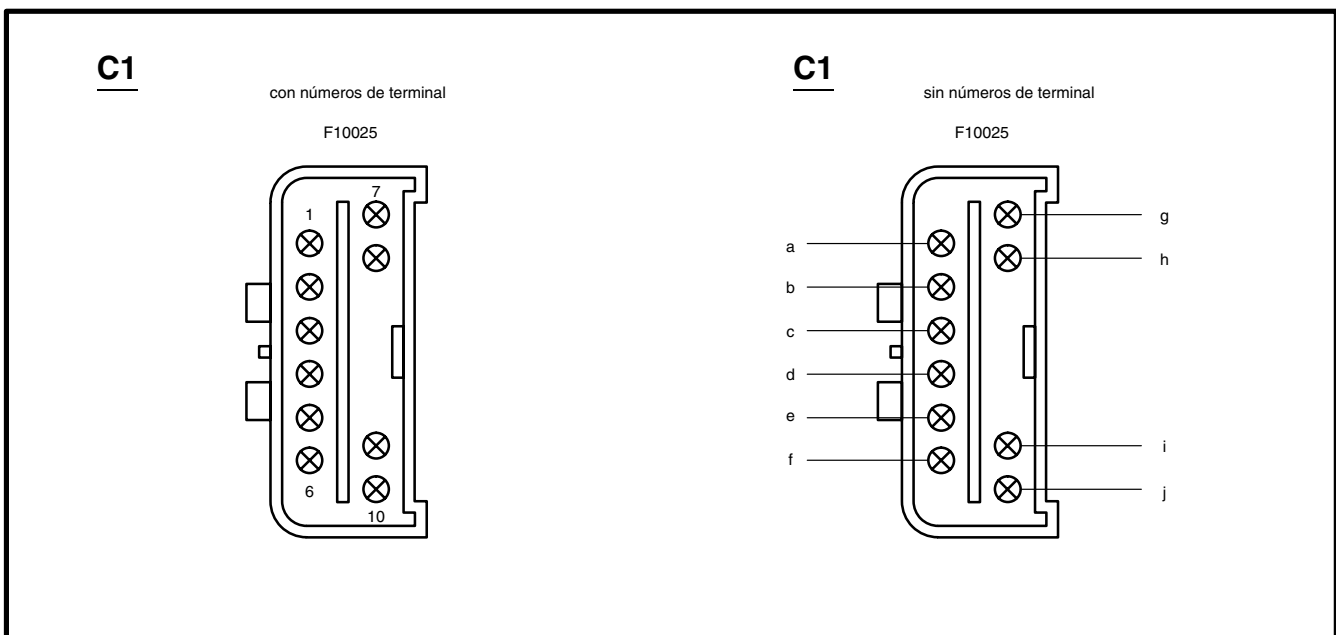 C1
con números de terminal
F10025
7
1
6
10
C1
sin números de terminal
F10025
g
a
h
b
c
d
e
i
f
j